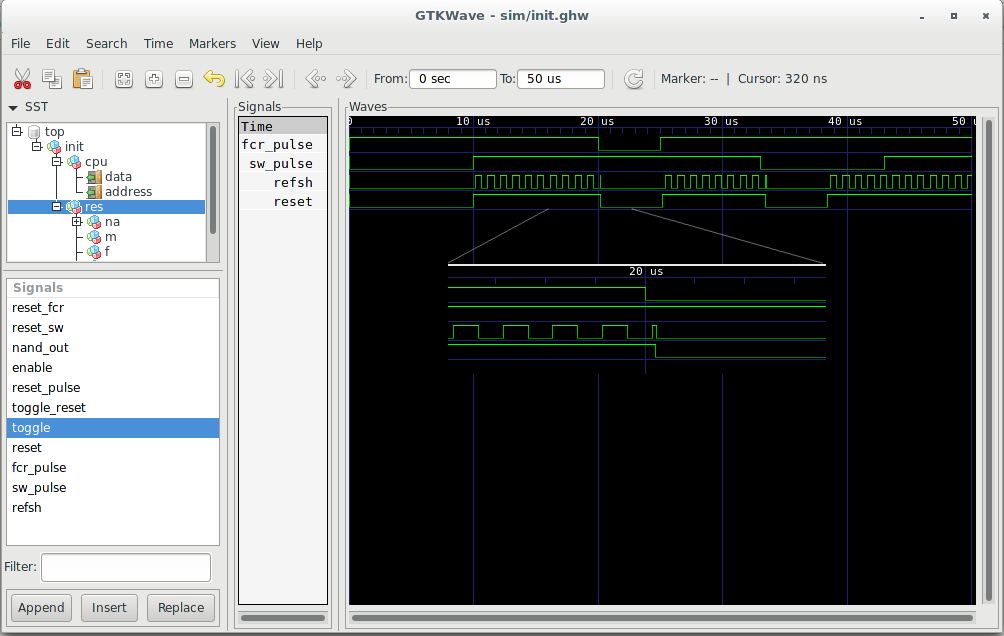 GTKWave - sim/init.ghw
File Edit Search Time Markers View Help
From: 0 sec To: 50 us Marker: -- | Cursor: 320 ns
SST
top
init
cpu
data
address
res
na
m
f
Signals
reset_fcr
reset_sw
nand_out
enable
reset_pulse
toggle_reset
toggle
reset
fcr_pulse
sw_pulse
refsh
Filter:
Append Insert Replace
Signals
Time
fcr_pulse
sw_pulse
refsh
reset
Waves
0 10 us 20 us 30 us 40 us 50 u
20 us